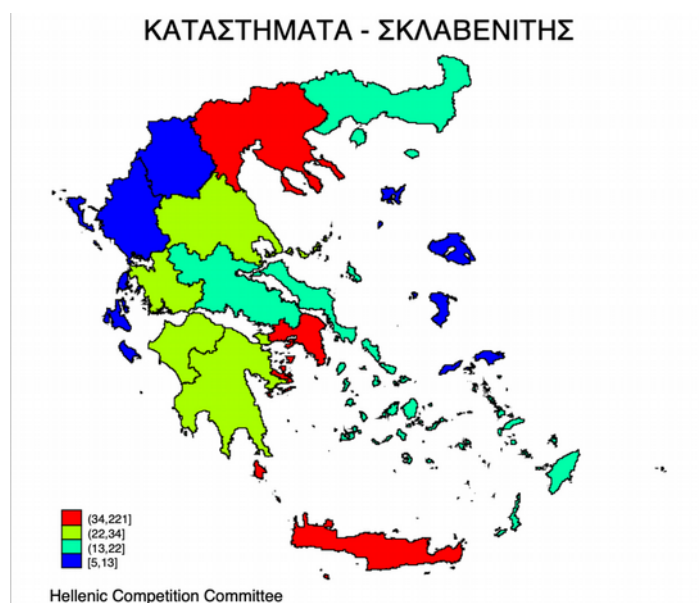 ΚΑΤΑΣΤΗΜΑΤΑ - ΣΚΛΑΒΕΝΙΤΗΣ
(34,221]
(22,34]
(13,22]
[5,13]
Hellenic Competition Committee